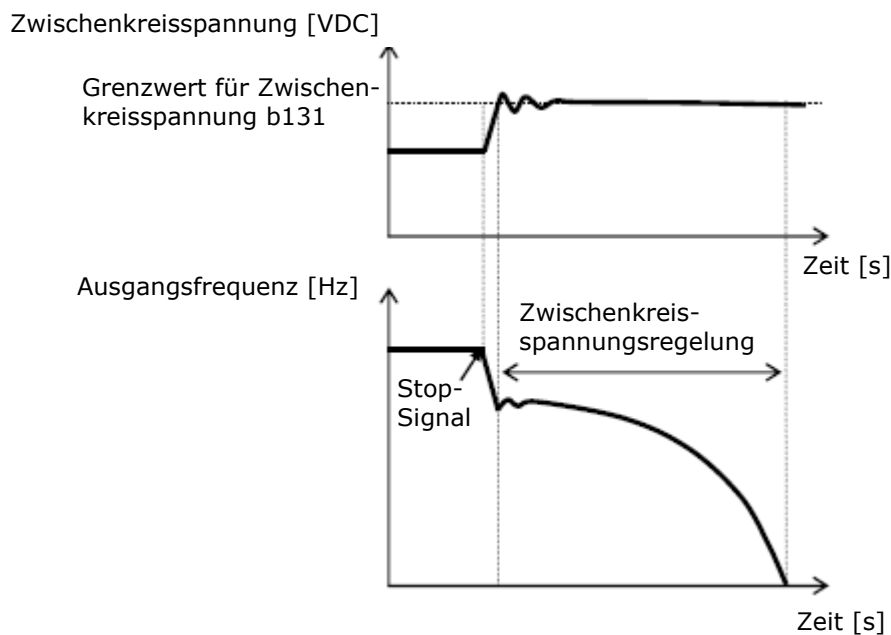 Zwischenkreisspannung [VDC]
Grenzwert für Zwischen-
kreisspannung b131
Zeit [s]
Ausgangsfrequenz [Hz]
Zwischenkreis-
spannungsregelung
Stop-
Signal
Zeit [s]